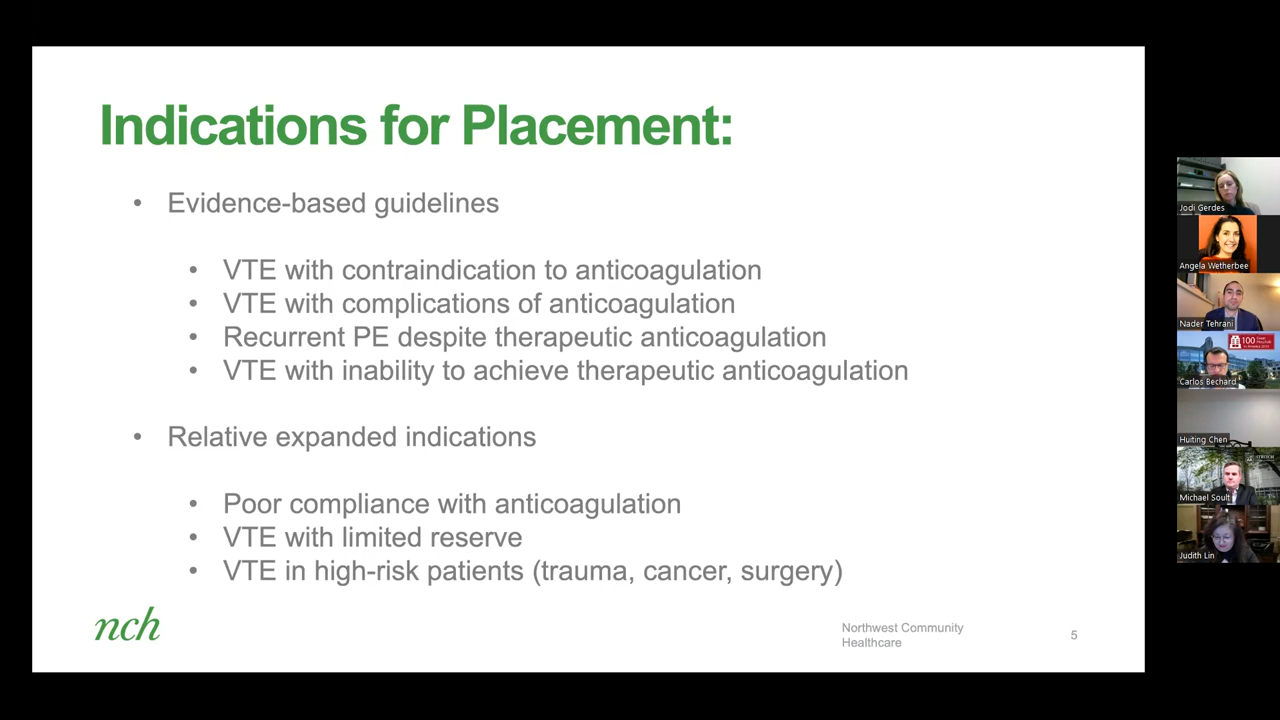 Indications for Placement:
• Evidence-based guidelines
• VTE with contraindication to anticoagulation
• VTE with complications of anticoagulation
• Recurrent PE despite therapeutic anticoagulation
• VTE with inability to achieve therapeutic anticoagulation
• Relative expanded indications
• Poor compliance with anticoagulation
• VTE with limited reserve
• VTE in high-risk patients (trauma, cancer, surgery)
nch
Northwest Community
Healthcare
5
Jodi Gerdes
Angela Wetherbee
Nader Tehrani
100
Carlos Bechard
Huiting Chen
Michael Soult
Judith Lin